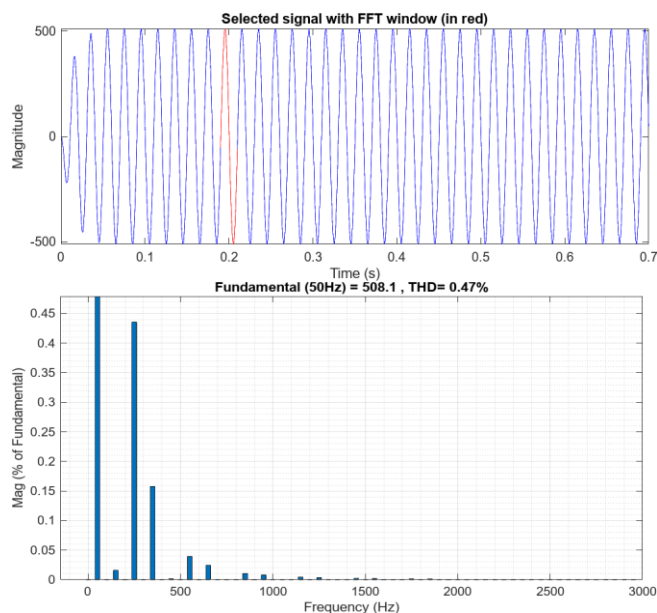 Selected signal with FFT window (in red)
500
0
-500
Magnitude
0 0.1 0.2 0.3 0.4 0.5 0.6 0.7
Time (s)
Fundamental (50Hz) = 508.1 , THD= 0.47%
0.45
0.4
0.35
0.3
0.25
0.2
0.15
0.1
0.05
0
Mag (% of Fundamental)
0 500 1000 1500 2000 2500 3000
Frequency (Hz)